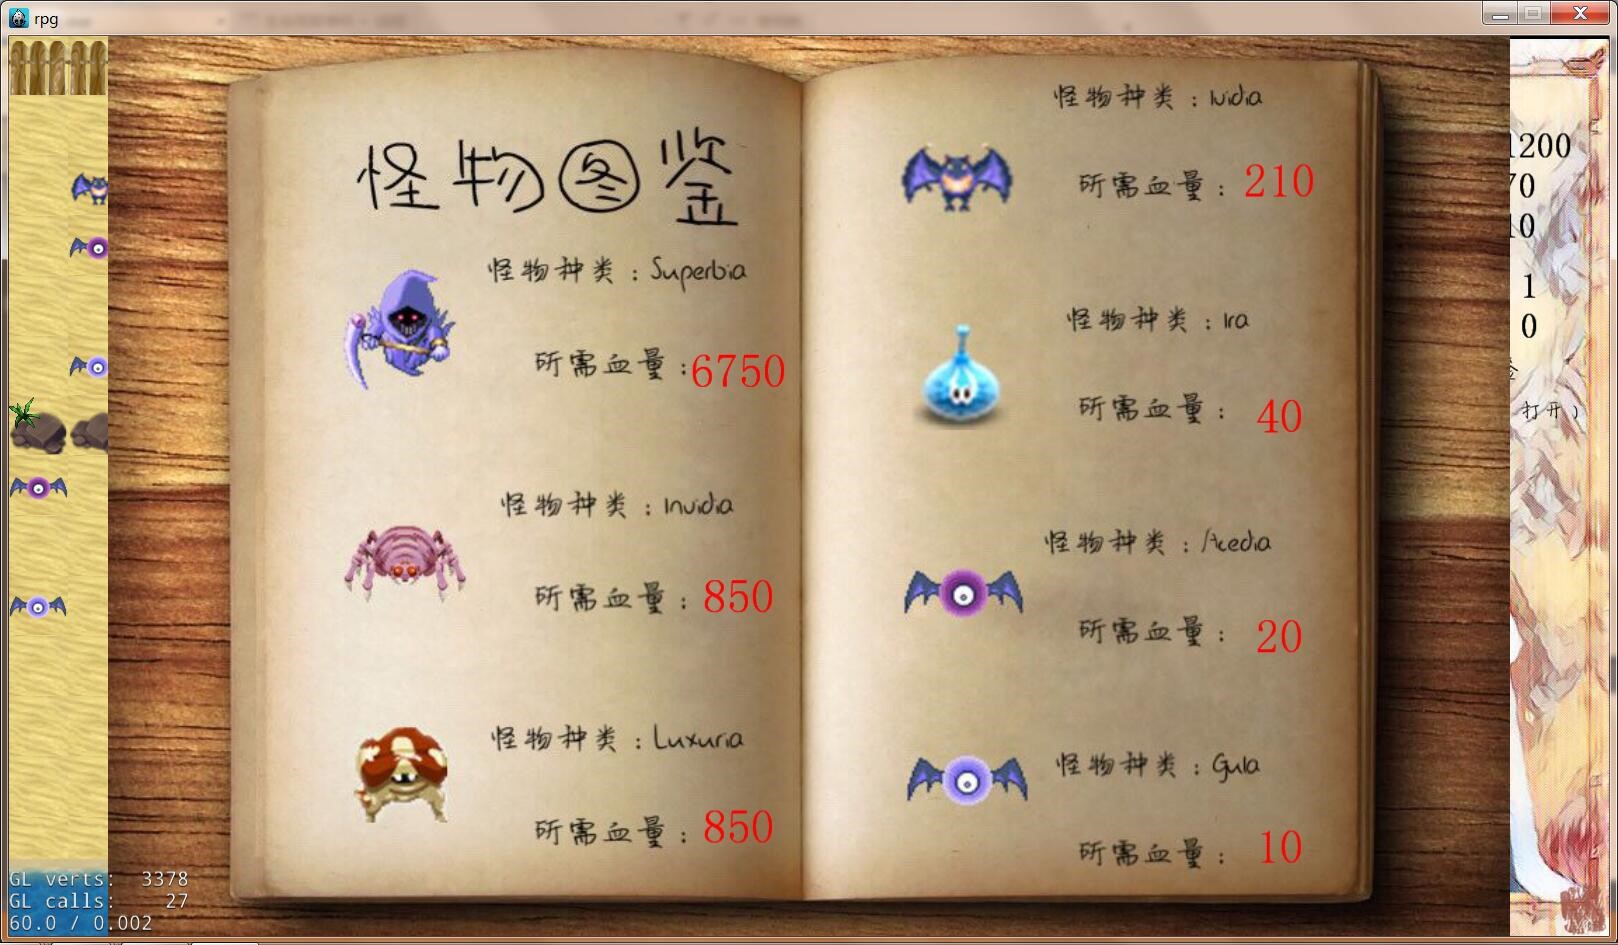 rpg
怪物图鉴
怪物种类：Superbia
所需血量：6750
怪物种类：Invidia
所需血量：850
怪物种类：Luxuria
所需血量：850
怪物种类：Ividia
所需血量：210
怪物种类：Ira
所需血量：40
怪物种类：Acedia
所需血量：20
怪物种类：Gula
所需血量：10
1200
70
10
1
0
打开）
GL verts: 3378
GL calls: 27
60.0 / 0.002